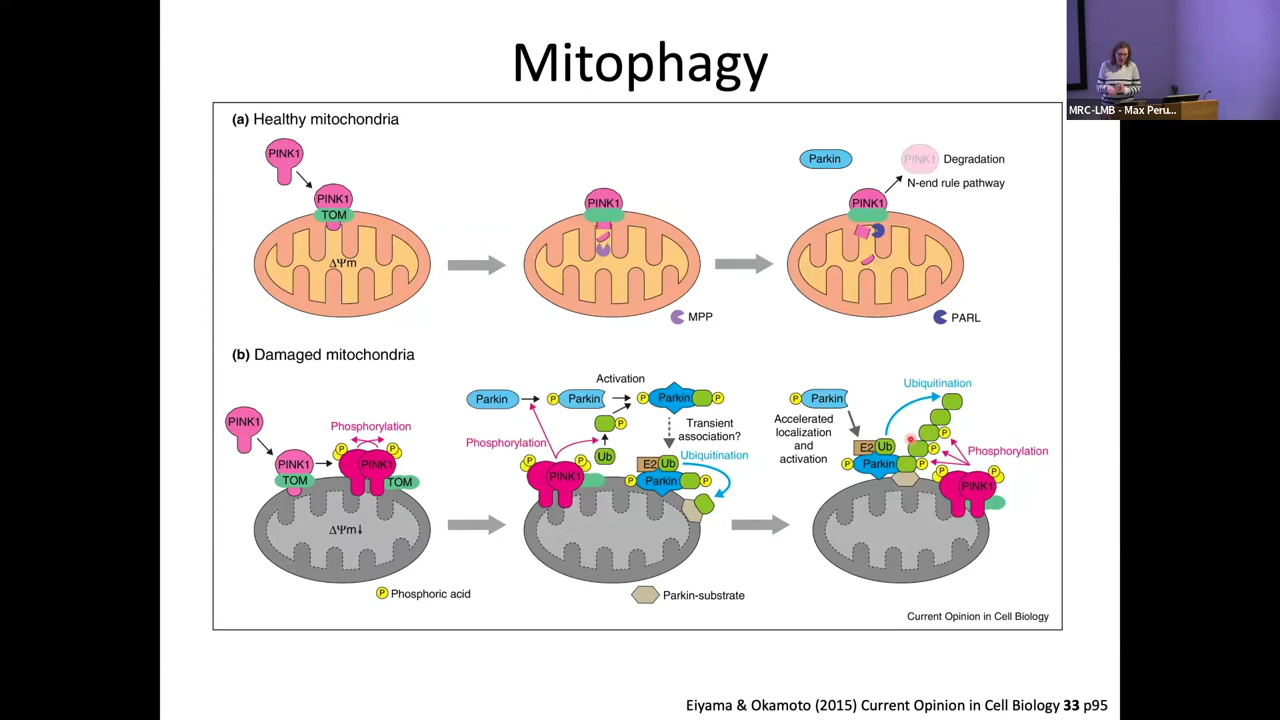 Mitophagy
MRC-LMB - Max Peru...
(a) Healthy mitochondria
PINK1
PINK1
TOM
ΔΨm
PINK1
MPP
Parkin
PINK1
Degradation
N-end rule pathway
PINK1
PARL
(b) Damaged mitochondria
PINK1
Phosphorylation
P
P
PINK1
PINK1
TOM
TOM
ΔΨm↓
P Phosphoric acid
Activation
Parkin
P
Parkin
P
Parkin
P
P
Transient
association?
Phosphorylation
Ub
Ubiquitination
E2
Ub
P
P
PINK1
P
Parkin
P
Parkin-substrate
Ubiquitination
P
Parkin
Accelerated
localization
and
activation
P
E2
Ub
P
Phosphorylation
P
Parkin
P
P
P
PINK1
Current Opinion in Cell Biology
Eiyama & Okamoto (2015) Current Opinion in Cell Biology 33 p95